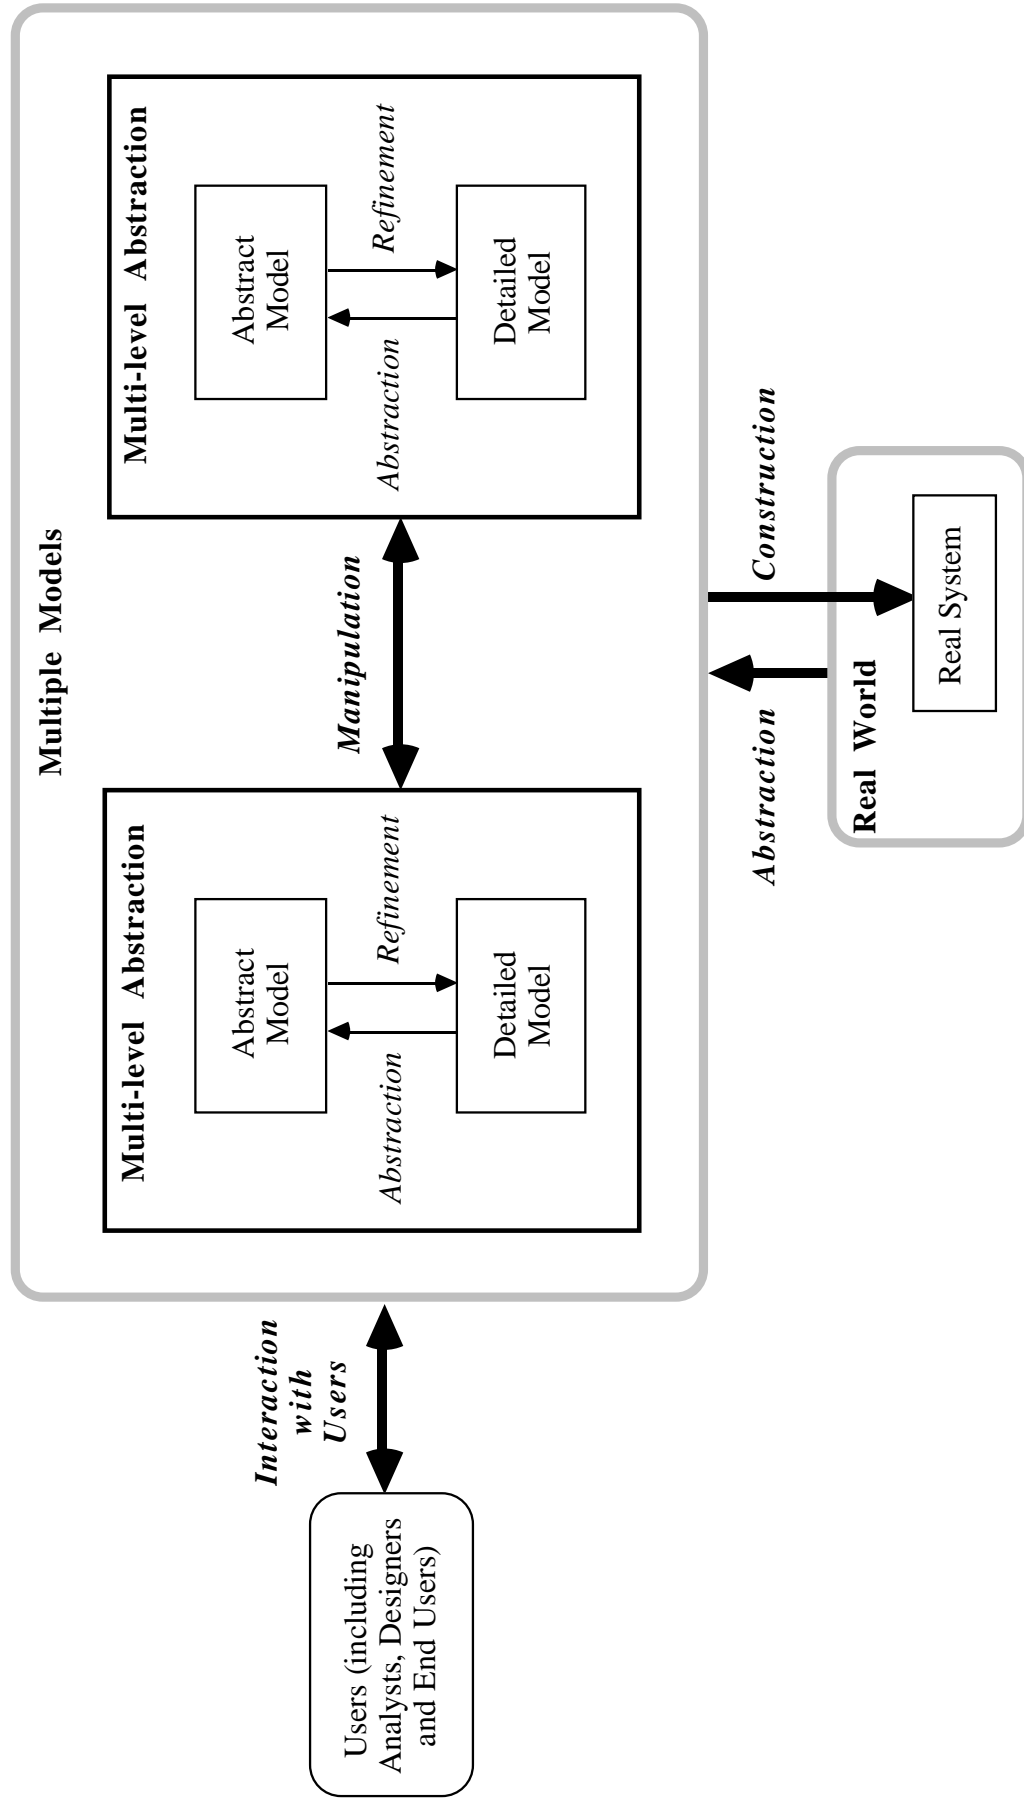 Multiple Models
Multi-level Abstraction
Abstract
Model
Abstraction
Refinement
Detailed
Model
Manipulation
Multi-level Abstraction
Abstract
Model
Abstraction
Refinement
Detailed
Model
Interaction
with
Users
Users (including
Analysts, Designers
and End Users)
Abstraction
Construction
Real World
Real System